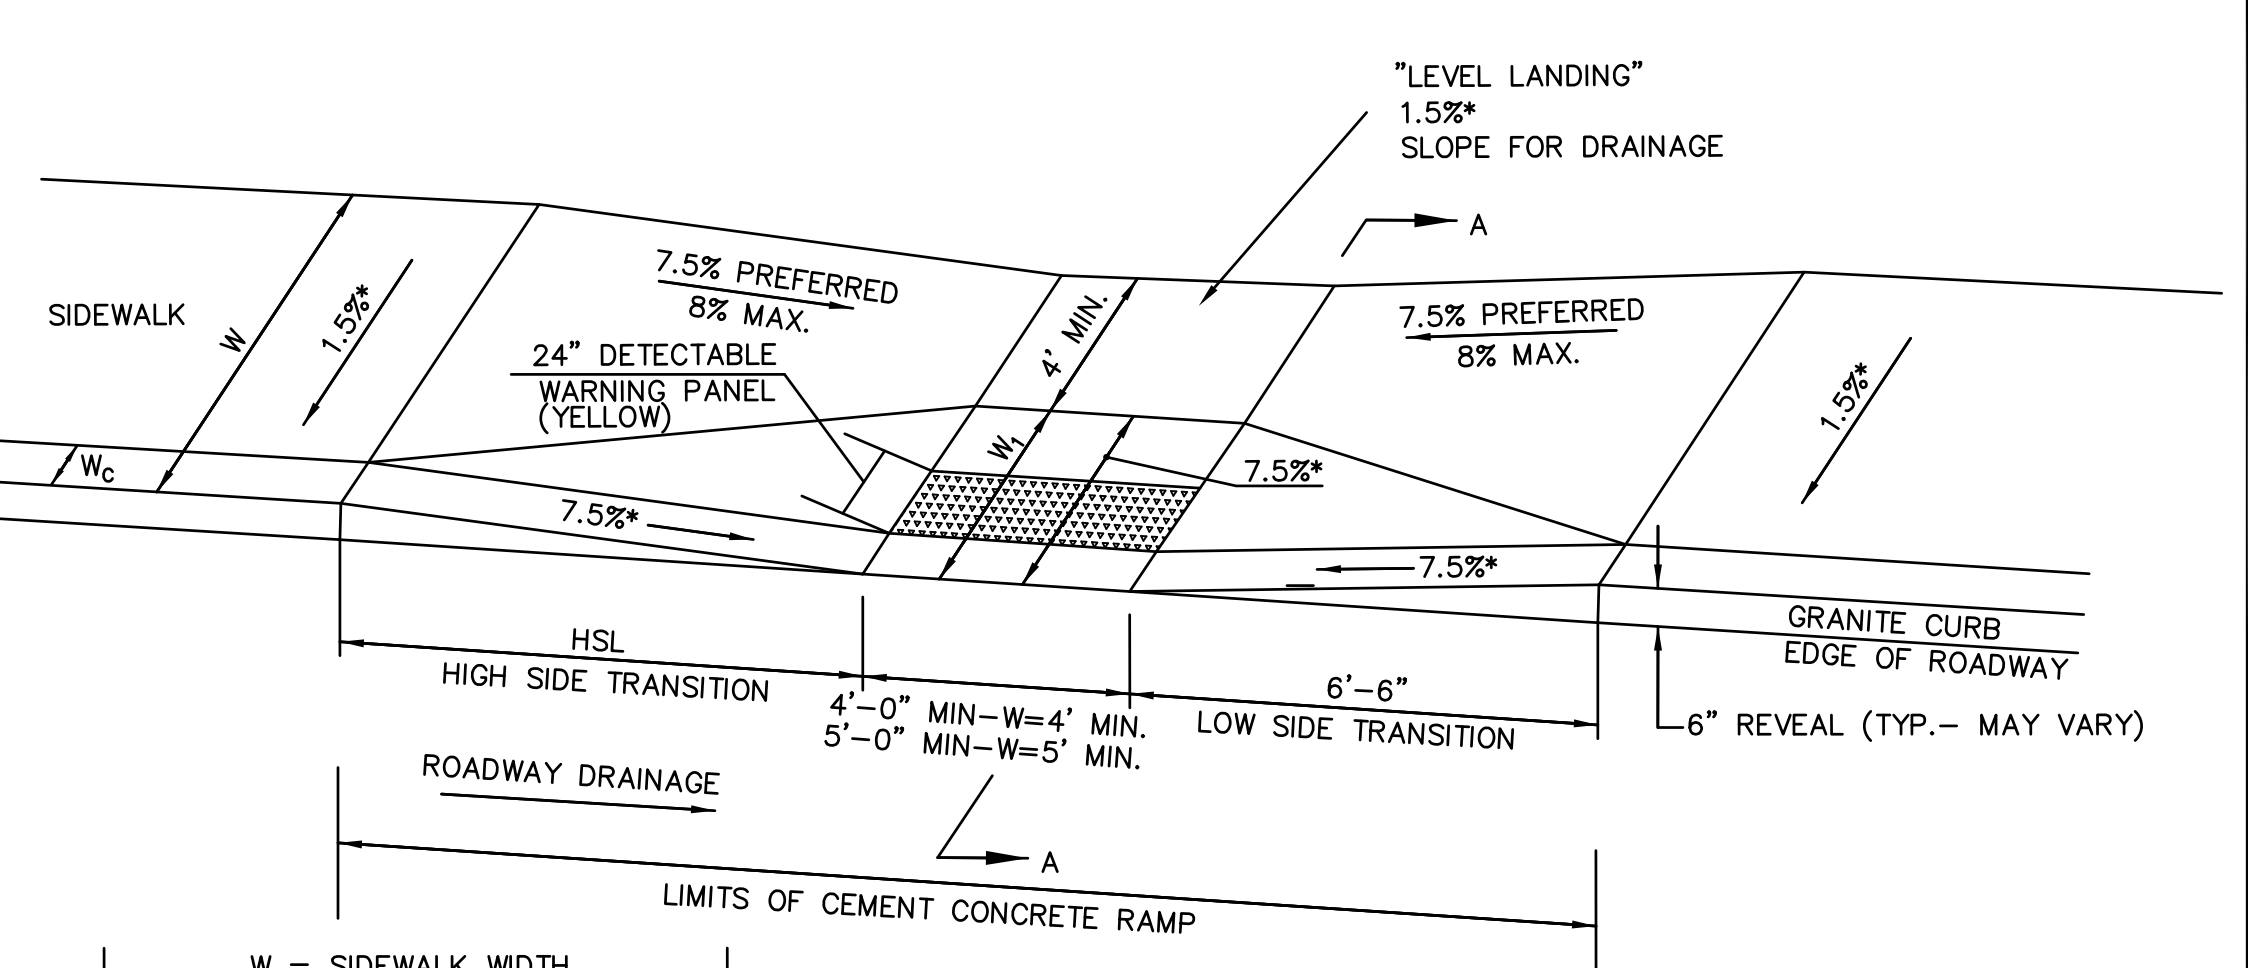 "LEVEL LANDING"
1.5%*
SLOPE FOR DRAINAGE
A
7.5% PREFERRED
8% MAX.
SIDEWALK
W
1.5%*
4' MIN.
7.5% PREFERRED
8% MAX.
24" DETECTABLE
WARNING PANEL
(YELLOW)
1.5%*
WC
W1
7.5%*
7.5%*
7.5%*
GRANITE CURB
EDGE OF ROADWAY
HSL
HIGH SIDE TRANSITION
4'-0" MIN-W=4' MIN.
5'-0" MIN-W=5' MIN.
6'-6"
LOW SIDE TRANSITION
6" REVEAL (TYP.- MAY VARY)
ROADWAY DRAINAGE
A
LIMITS OF CEMENT CONCRETE RAMP
W - SIDEWALK WIDTH